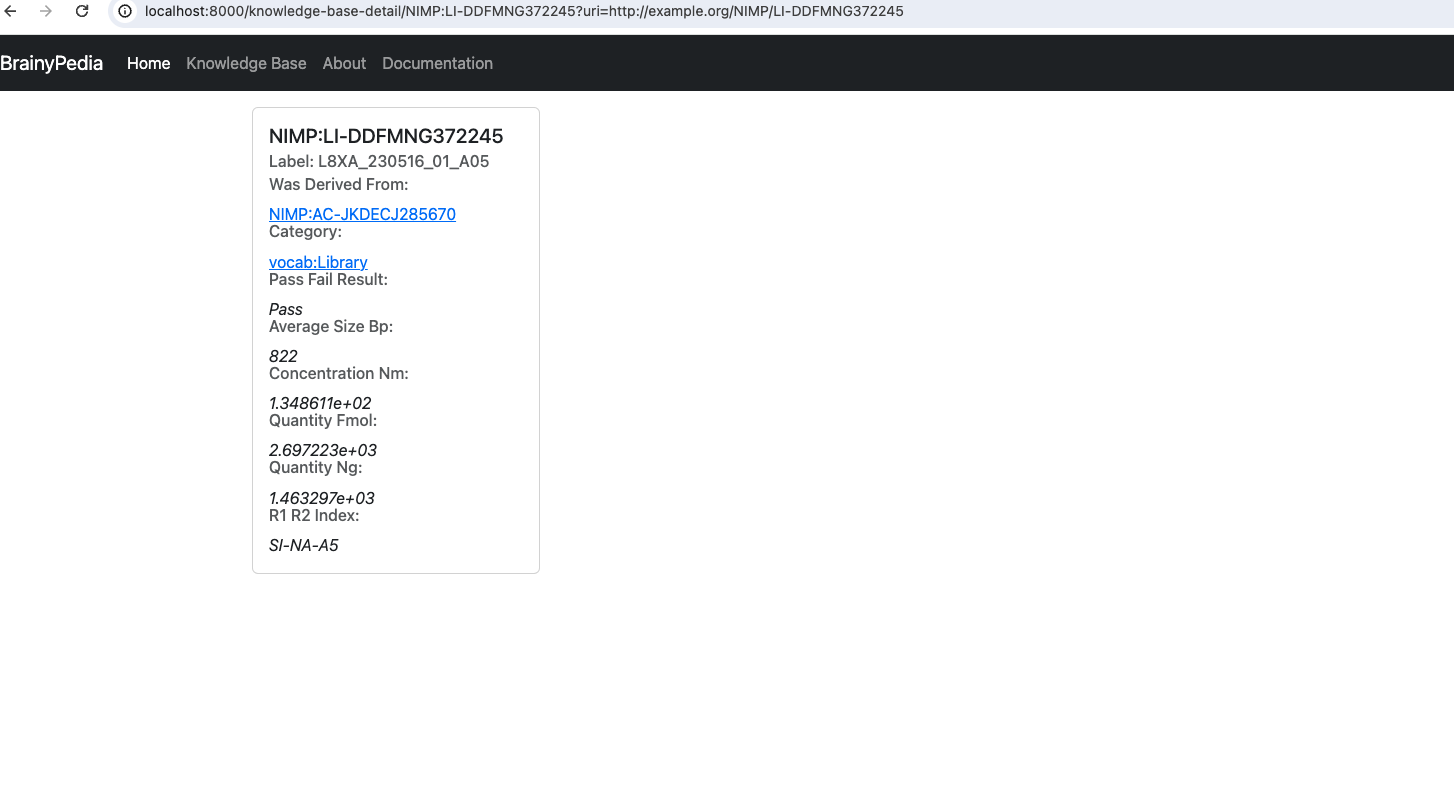 localhost:8000/knowledge-base-detail/NIMP:LI-DDFMNG372245?uri=http://example.org/NIMP/LI-DDFMNG372245
BrainyPedia Home Knowledge Base About Documentation
NIMP:LI-DDFMNG372245
Label: L8XA_230516_01_A05
Was Derived From:
NIMP:AC-JKDECJ285670
Category:
vocab:Library
Pass Fail Result:
Pass
Average Size Bp:
822
Concentration Nm:
1.348611e+02
Quantity Fmol:
2.697223e+03
Quantity Ng:
1.463297e+03
R1 R2 Index:
SI-NA-A5